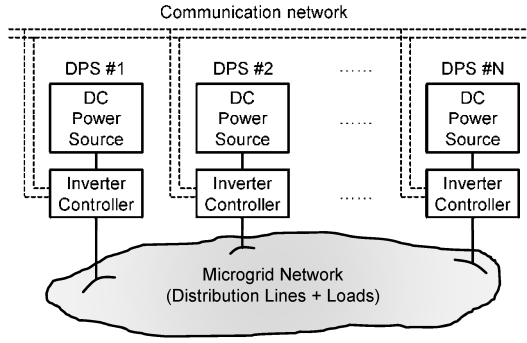 Communication network
DPS #1
DPS #2
......
DPS #N
DC
Power
Source
DC
Power
Source
......
DC
Power
Source
Inverter
Controller
Inverter
Controller
......
Inverter
Controller
Microgrid Network
(Distribution Lines + Loads)